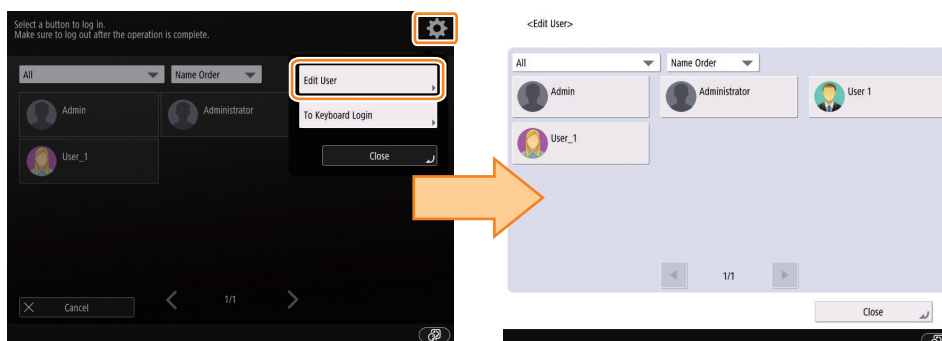 Select a button to log in.
Make sure to log out after the operation is complete.
All
Name Order
Edit User
Admin
Administrator
To Keyboard Login
User_1
Close
Cancel
1/1
<Edit User>
All
Name Order
Admin
Administrator
User 1
User_1
1/1
Close